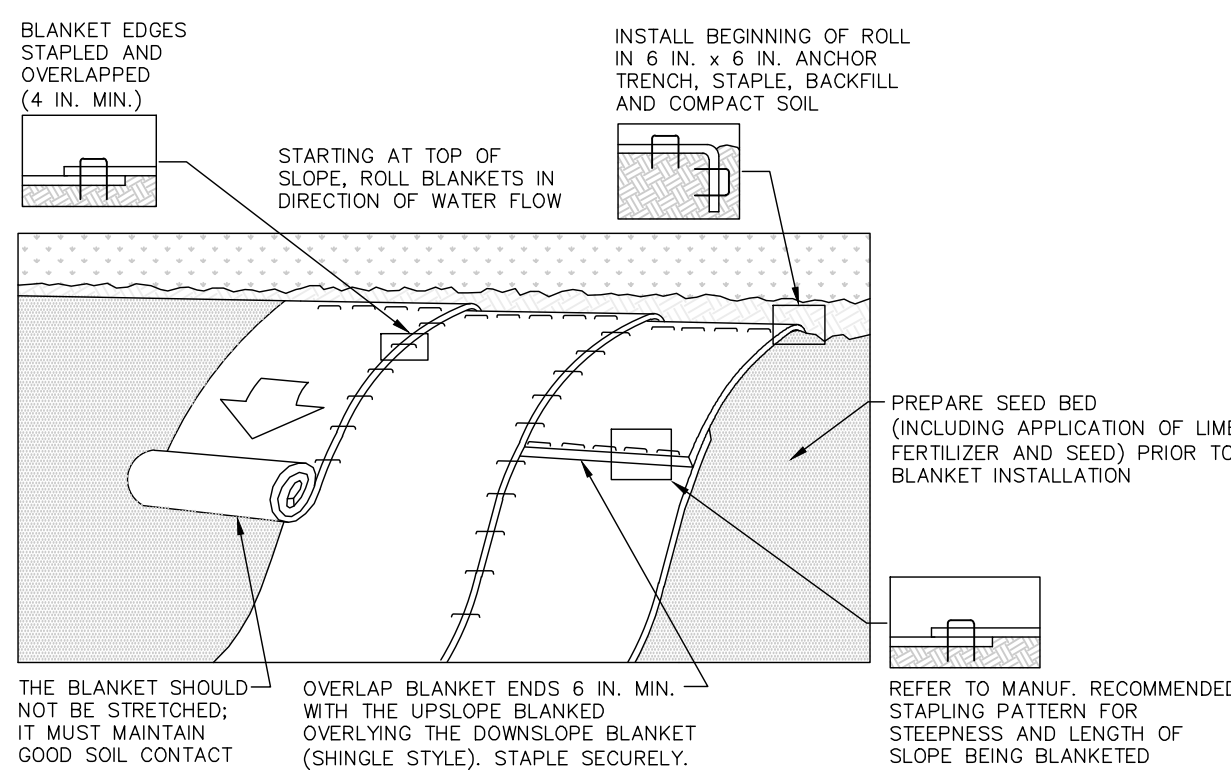 BLANKET EDGES
STAPLED AND
OVERLAPPED
(4 IN. MIN.)
INSTALL BEGINNING OF ROLL
IN 6 IN. x 6 IN. ANCHOR
TRENCH, STAPLE, BACKFILL
AND COMPACT SOIL
STARTING AT TOP OF
SLOPE, ROLL BLANKETS IN
DIRECTION OF WATER FLOW
PREPARE SEED BED
(INCLUDING APPLICATION OF LIME
FERTILIZER AND SEED) PRIOR TO
BLANKET INSTALLATION
THE BLANKET SHOULD
NOT BE STRETCHED;
IT MUST MAINTAIN
GOOD SOIL CONTACT
OVERLAP BLANKET ENDS 6 IN. MIN.
WITH THE UPSLOPE BLANKED
OVERLYING THE DOWNSLOPE BLANKET
(SHINGLE STYLE). STAPLE SECURELY.
REFER TO MANUF. RECOMMENDED
STAPLING PATTERN FOR
STEEPNESS AND LENGTH OF
SLOPE BEING BLANKETED